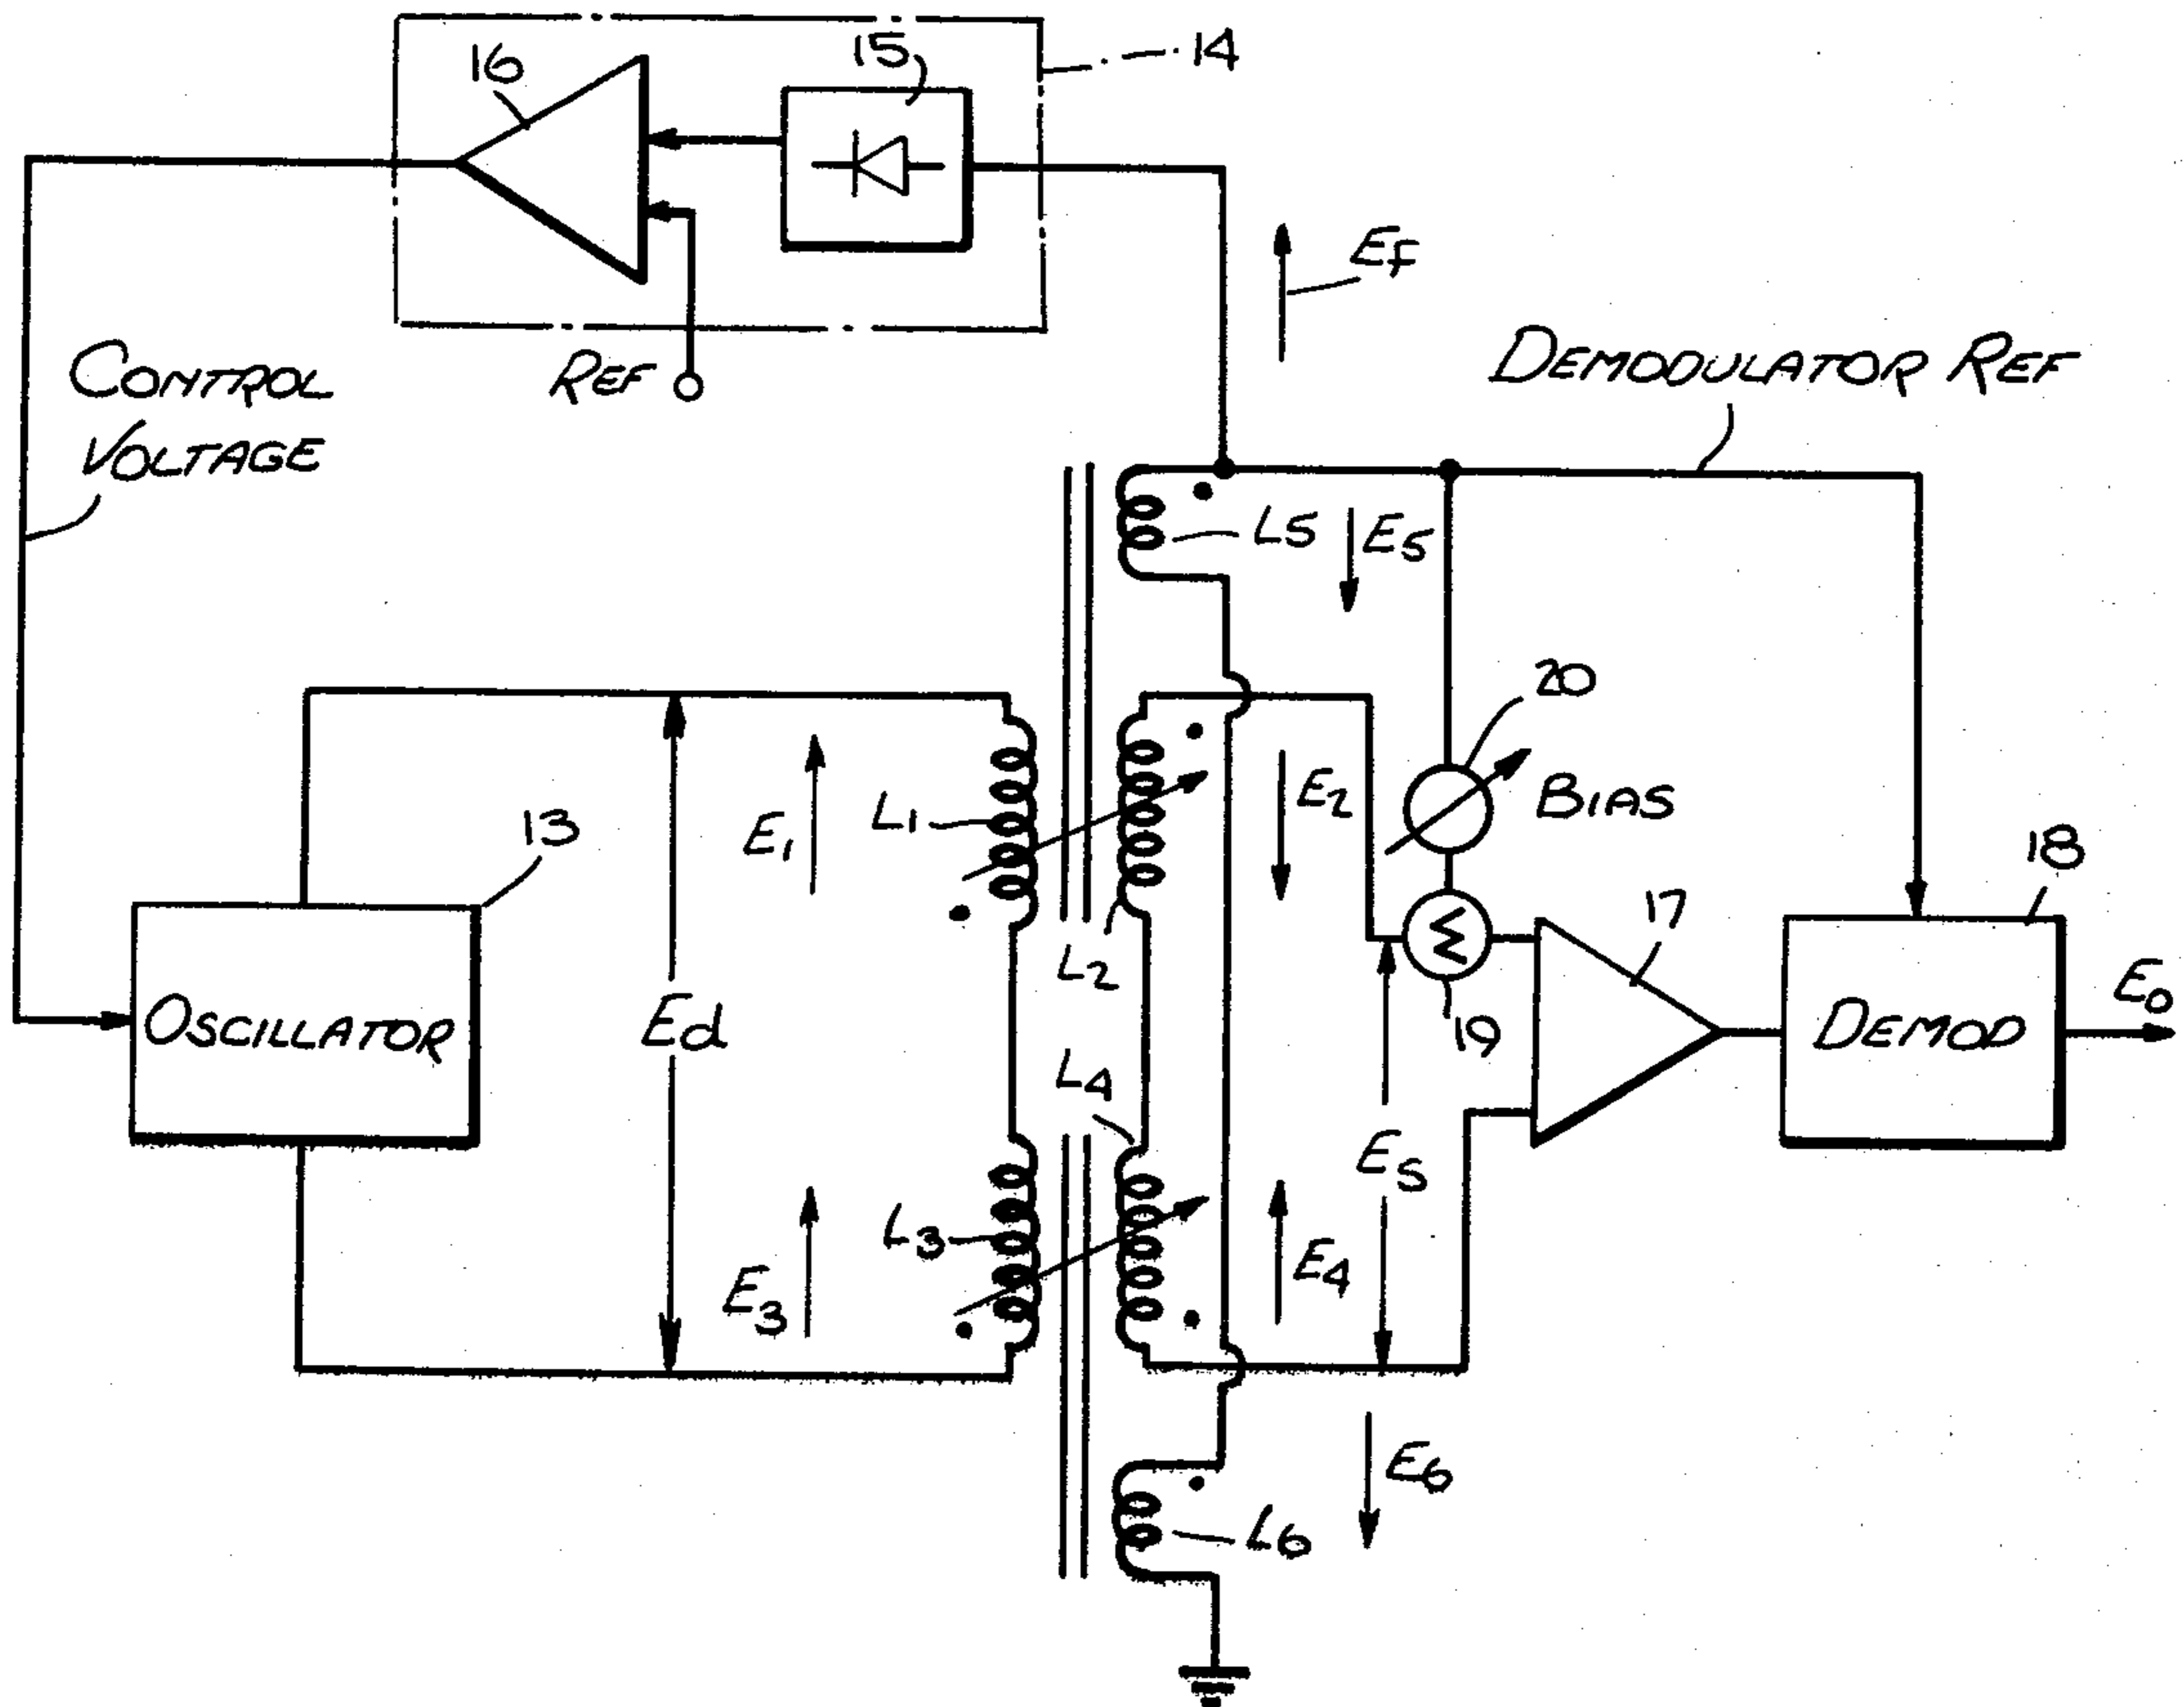 16
15
14
Ef
CONTROL
VOLTAGE
REF
DEMODULATOR REF
L5
E5
20
BIAS
E1
L1
E2
13
17
18
L2
OSCILLATOR
Ed
Σ
19
DEMOD
E0
L4
ES
E3
L3
E4
E6
L6